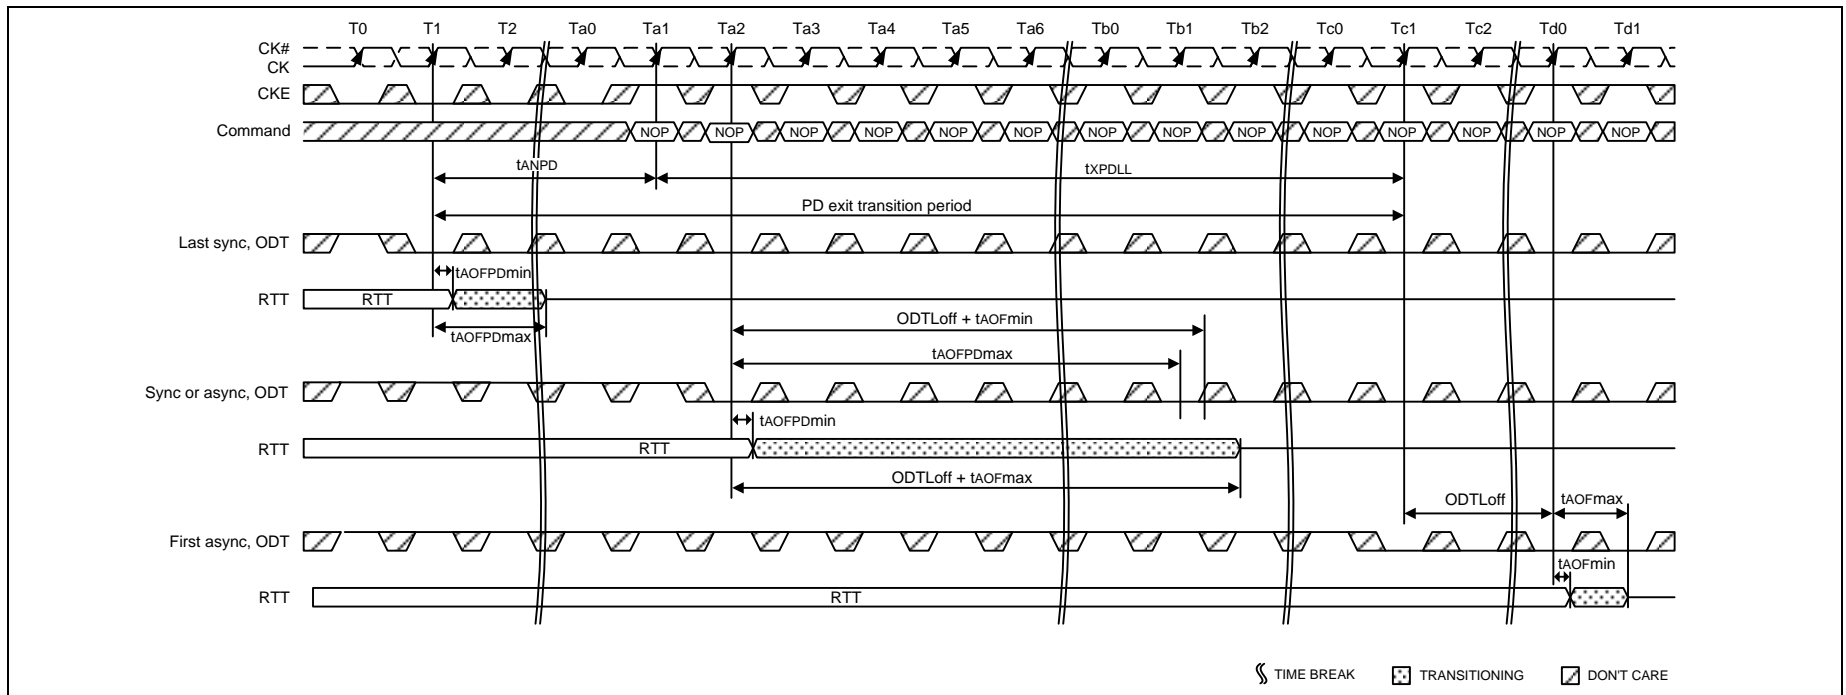 T0 T1 T2 Ta0 Ta1 Ta2 Ta3 Ta4 Ta5 Ta6 Tb0 Tb1 Tb2 Tc0 Tc1 Tc2 Td0 Td1
CK#
CK
CKE
Command NOP NOP NOP NOP NOP NOP NOP NOP NOP NOP NOP NOP NOP NOP
tANPD tXPDLL
PD exit transition period
Last sync, ODT
tAOFPDmin
RTT RTT
ODTLoff + tAOFmin
tAOFPDmax
tAOFPDmax
Sync or async, ODT
tAOFPDmin
RTT RTT
ODTLoff + tAOFmax
ODTLoff tAOFmax
First async, ODT
tAOFmin
RTT RTT
TIME BREAK TRANSITIONING DON'T CARE